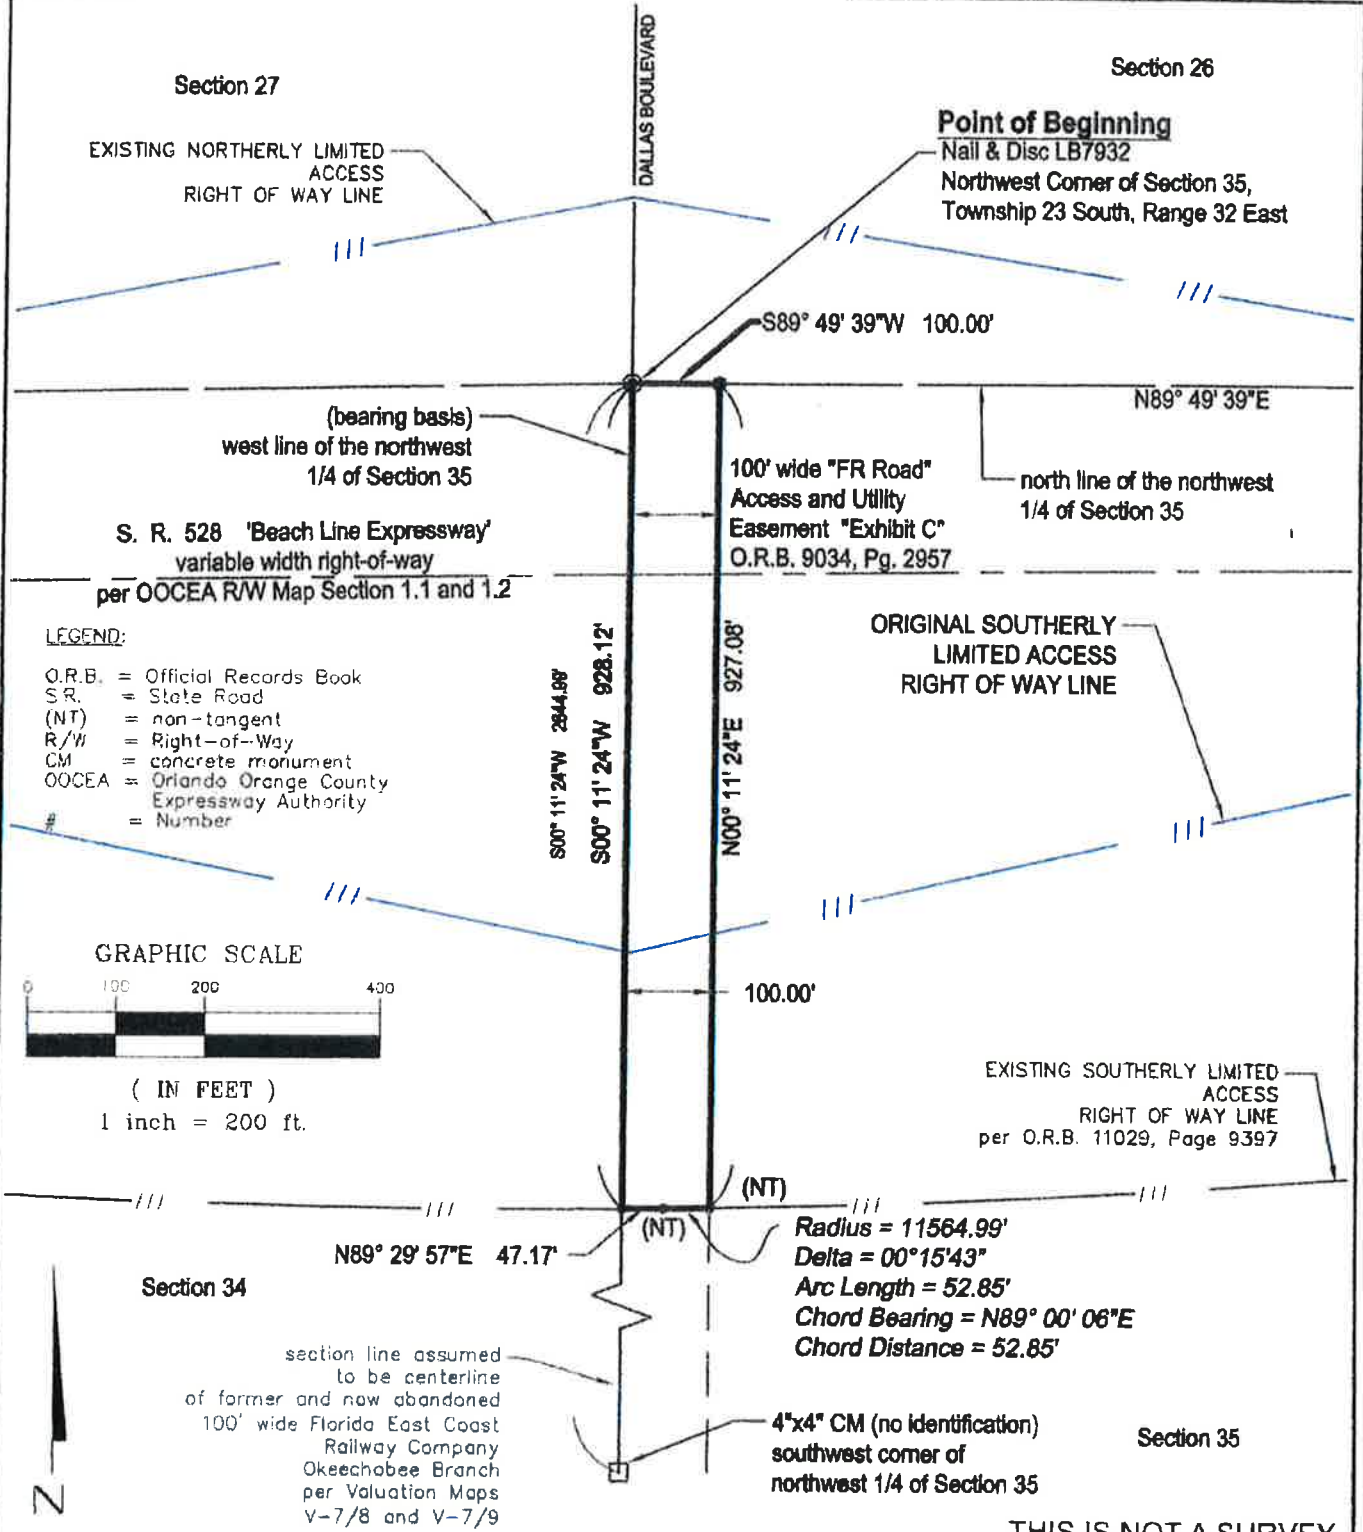 DALLAS BOULEVARD
Section 27
Section 26
EXISTING NORTHERLY LIMITED
ACCESS
RIGHT OF WAY LINE
Point of Beginning
Nail & Disc LB7932
Northwest Corner of Section 35,
Township 23 South, Range 32 East
S89° 49' 39"W 100.00'
N89° 49' 39"E
(bearing basis)
west line of the northwest
1/4 of Section 35
100' wide "FR Road"
Access and Utility
Easement "Exhibit C"
O.R.B. 9034, Pg. 2957
north line of the northwest
1/4 of Section 35
S. R. 528 'Beach Line Expressway'
variable width right-of-way
per OOCEA R/W Map Section 1.1 and 1.2
LEGEND:
O.R.B. = Official Records Book
S.R. = State Road
(NT) = non-tangent
R/W = Right-of-Way
CM = concrete monument
OOCEA = Orlando Orange County
Expressway Authority
# = Number
S00° 11' 24"W 2644.99'
S00° 11' 24"W 928.12'
N00° 11' 24"E 927.08'
ORIGINAL SOUTHERLY
LIMITED ACCESS
RIGHT OF WAY LINE
GRAPHIC SCALE
0 100 200 400
( IN FEET )
1 inch = 200 ft.
100.00'
EXISTING SOUTHERLY LIMITED
ACCESS
RIGHT OF WAY LINE
per O.R.B. 11029, Page 9397
(NT)
(NT)
N89° 29' 57"E 47.17'
Radius = 11564.99'
Delta = 00°15'43"
Arc Length = 52.85'
Chord Bearing = N89° 00' 06"E
Chord Distance = 52.85'
Section 34
section line assumed
to be centerline
of former and now abandoned
100' wide Florida East Coast
Railway Company
Okeechobee Branch
per Valuation Maps
V-7/8 and V-7/9
4"x4" CM (no identification)
southwest corner of
northwest 1/4 of Section 35
Section 35
N
THIS IS NOT A SURVEY